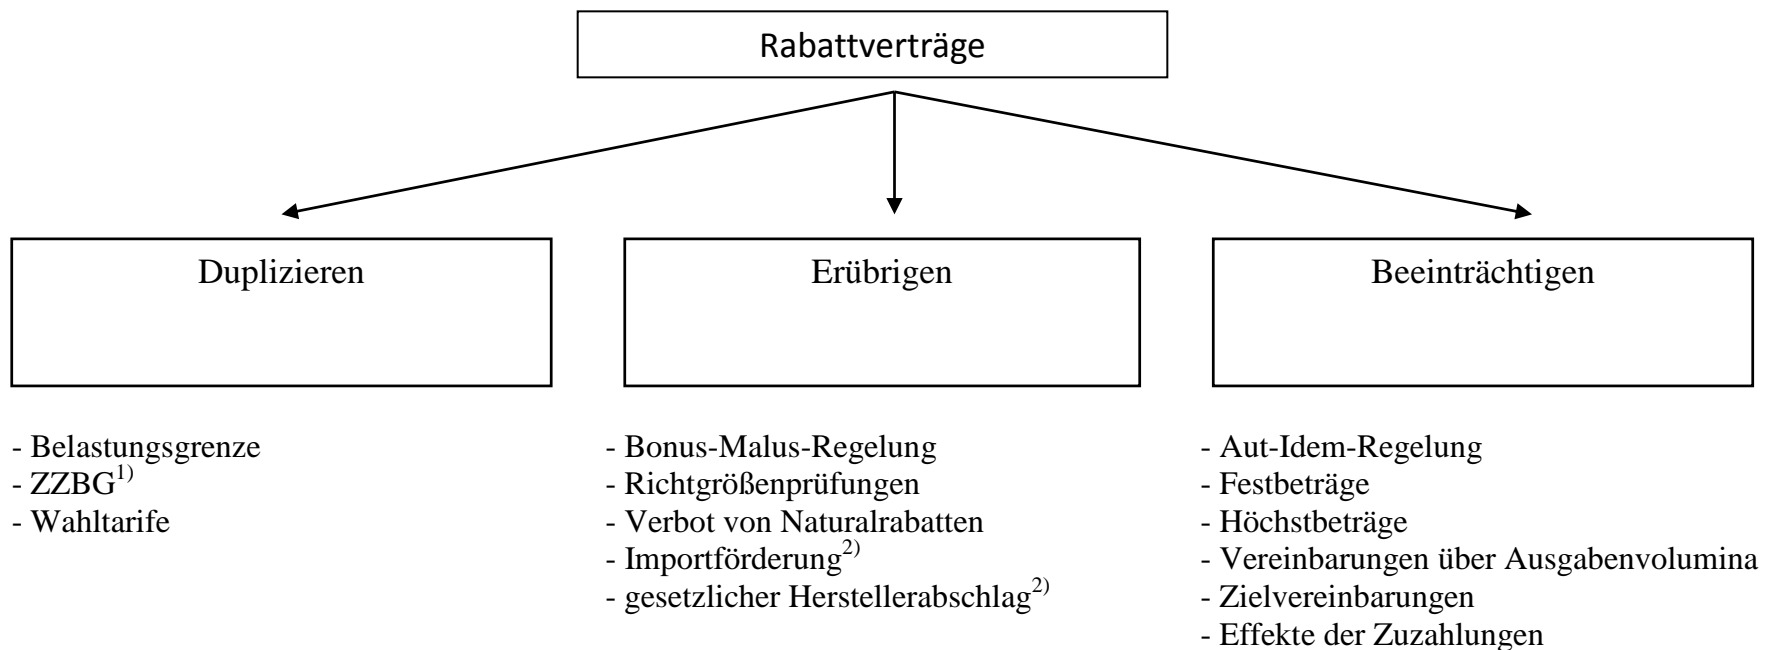 Rabattverträge
Duplizieren
Erübrigen
Beeinträchtigen
- Belastungsgrenze
- ZZBG1)
- Wahltarife
- Bonus-Malus-Regelung
- Richtgrößenprüfungen
- Verbot von Naturalrabatten
- Importförderung2)
- gesetzlicher Herstellerabschlag2)
- Aut-Idem-Regelung
- Festbeträge
- Höchstbeträge
- Vereinbarungen über Ausgabenvolumina
- Zielvereinbarungen
- Effekte der Zuzahlungen